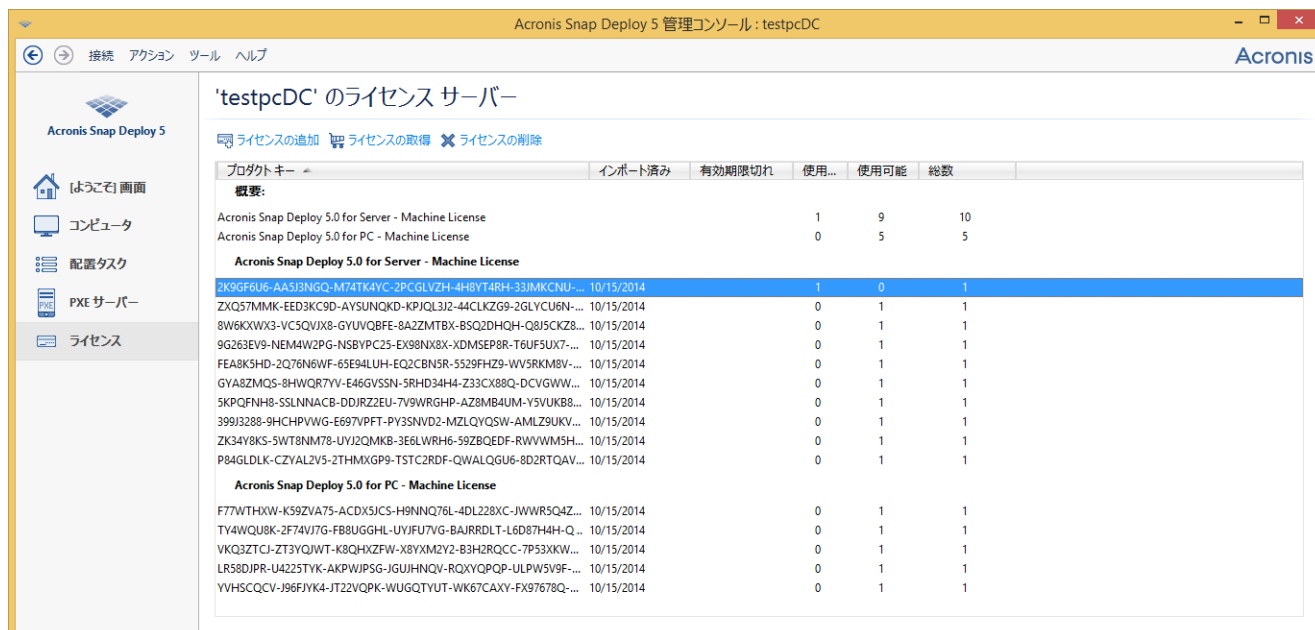 Acronis Snap Deploy 5 管理コンソール : testpcDC
接続 アクション ツール ヘルプ
Acronis
Acronis Snap Deploy 5
[ようこそ] 画面
コンピュータ
配置タスク
PXE サーバー
PXE
ライセンス
'testpcDC' のライセンス サーバー
ライセンスの追加 ライセンスの取得 ライセンスの削除
プロダクト キー インポート済み 有効期限切れ 使用... 使用可能 総数
概要:
Acronis Snap Deploy 5.0 for Server - Machine License 1 9 10
Acronis Snap Deploy 5.0 for PC - Machine License 0 5 5
Acronis Snap Deploy 5.0 for Server - Machine License
2K9GF6U6-AA5J3NGQ-M74TK4YC-2PCGLVZH-4H8YT4RH-33JMKCNU-... 10/15/2014 1 0 1
ZXQ57MMK-EED3KC9D-AYSUNQKD-KPJQL3J2-44CLKZG9-2GLYCU6N-... 10/15/2014 0 1 1
8W6KXWX3-VC5QVJX8-GYUVQBFE-8A2ZMTBX-BSQ2DHQH-Q8J5CKZ8... 10/15/2014 0 1 1
9G263EV9-NEM4W2PG-NSBYPC25-EX98NX8X-XDMSEP8R-T6UF5UX7-... 10/15/2014 0 1 1
FEA8K5HD-2Q76N6WF-65E94LUH-EQ2CBN5R-5529FHZ9-WV5RKM8V-... 10/15/2014 0 1 1
GYA8ZMQS-8HWQR7YV-E46GVSSN-5RHD34H4-Z33CX88Q-DCVGWW... 10/15/2014 0 1 1
5KPQFNH8-SSLNNACB-DDJRZ2EU-7V9WRGHP-AZ8MB4UM-Y5VUKB8... 10/15/2014 0 1 1
399J3288-9HCHPVWG-E697VPFT-PY3SNVD2-MZLQYQSW-AMLZ9UKV... 10/15/2014 0 1 1
ZK34Y8KS-5WT8NM78-UYJ2QMKB-3E6LWRH6-59ZBQEDF-RWVWM5H... 10/15/2014 0 1 1
P84GLDLK-CZYAL2V5-2THMXGP9-TSTC2RDF-QWALQGU6-8D2RTQAV... 10/15/2014 0 1 1
Acronis Snap Deploy 5.0 for PC - Machine License
F77WTHXW-K59ZVA75-ACDX5JCS-H9NNQ76L-4DL228XC-JWWR5Q4Z... 10/15/2014 0 1 1
TY4WQU8K-2F74VJ7G-FB8UGGHL-UYJFU7VG-BAJRRDLT-L6D87H4H-Q... 10/15/2014 0 1 1
VKQ3ZTCJ-ZT3YQJWT-K8QHXZFW-X8YXM2Y2-B3H2RQCC-7P53XKW... 10/15/2014 0 1 1
LR58DJPR-U4225TYK-AKPWJPSG-JGUJHNQV-RQXYQPQP-ULPW5V9F-... 10/15/2014 0 1 1
YVHSCQCV-J96FJYK4-JT22VQPK-WUGQTYUT-WK67CAXY-FX97678Q-... 10/15/2014 0 1 1